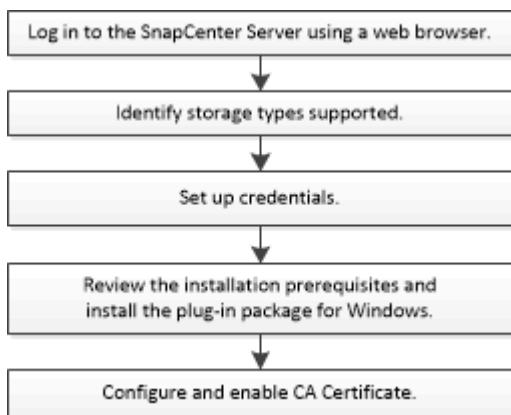 Log in to the SnapCenter Server using a web browser.
Identify storage types supported.
Set up credentials.
Review the installation prerequisites and
install the plug-in package for Windows.
Configure and enable CA Certificate.